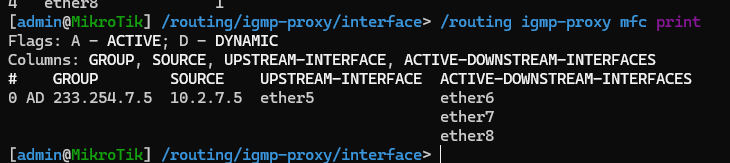 4   ether8              1
[admin@MikroTik] /routing/igmp-proxy/interface> /routing igmp-proxy mfc print
Flags: A - ACTIVE; D - DYNAMIC
Columns: GROUP, SOURCE, UPSTREAM-INTERFACE, ACTIVE-DOWNSTREAM-INTERFACES
#    GROUP        SOURCE    UPSTREAM-INTERFACE  ACTIVE-DOWNSTREAM-INTERFACES
0 AD 233.254.7.5  10.2.7.5  ether5              ether6
                                                ether7
                                                ether8
[admin@MikroTik] /routing/igmp-proxy/interface>